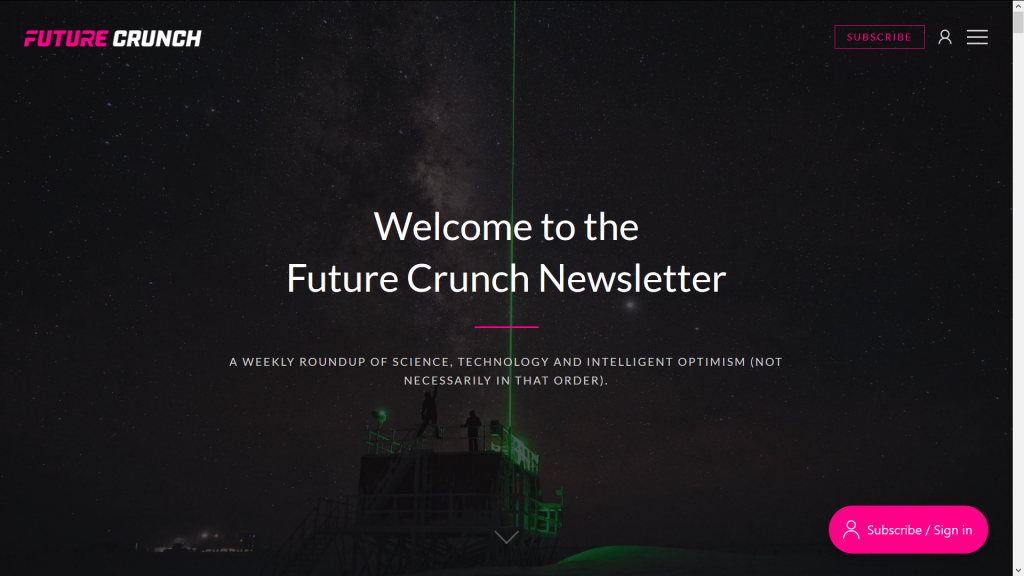 FUTURE CRUNCH
SUBSCRIBE
Welcome to the
Future Crunch Newsletter
A WEEKLY ROUNDUP OF SCIENCE, TECHNOLOGY AND INTELLIGENT OPTIMISM (NOT
NECESSARILY IN THAT ORDER).
Subscribe / Sign in